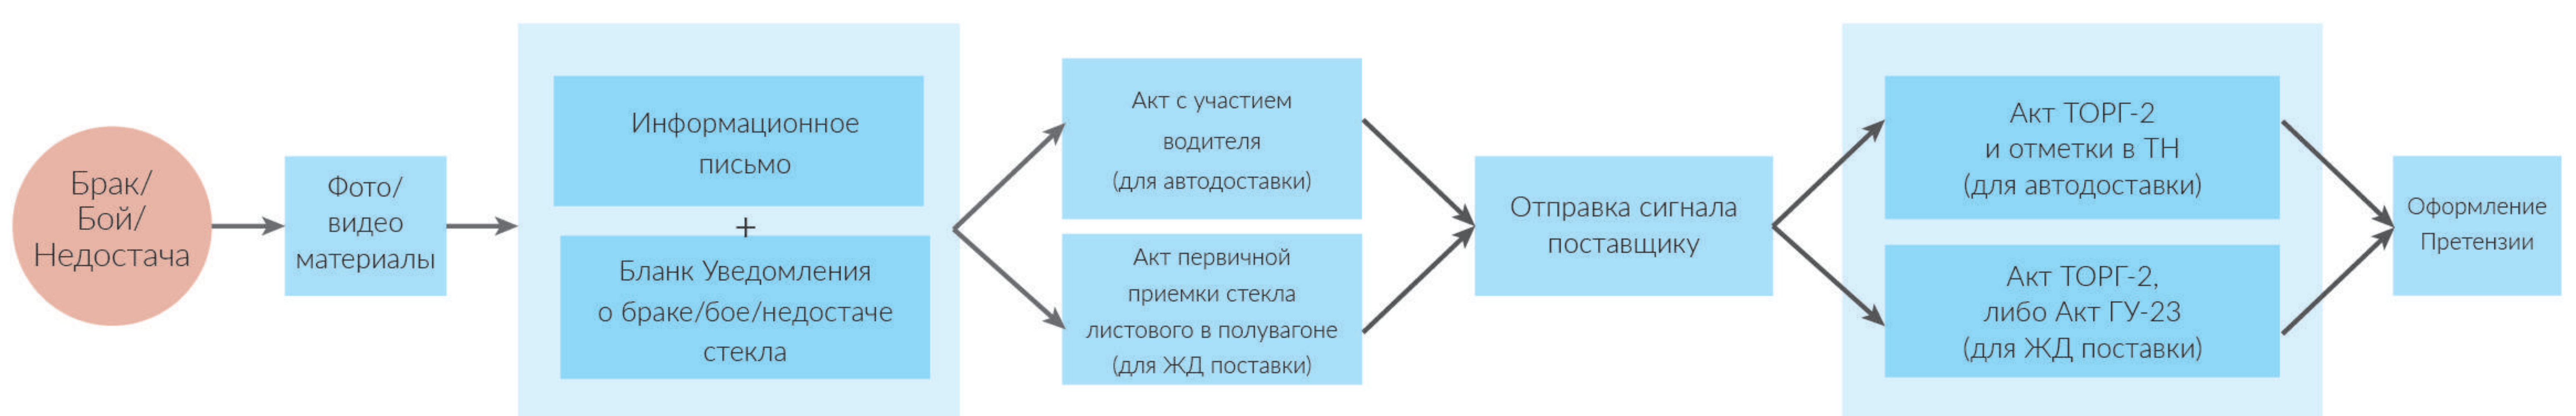 Брак/
Бой/
Недостача
Фото/
видео
материалы
Информационное
письмо
+
Бланк Уведомления
о браке/бое/недостаче
стекла
Акт с участием
водителя
(для автодоставки)
Акт первичной
приемки стекла
листового в полувагоне
(для ЖД поставки)
Отправка сигнала
поставщику
Акт ТОРГ-2
и отметки в ТН
(для автодоставки)
Акт ТОРГ-2,
либо Акт ГУ-23
(для ЖД поставки)
Оформление
Претензии